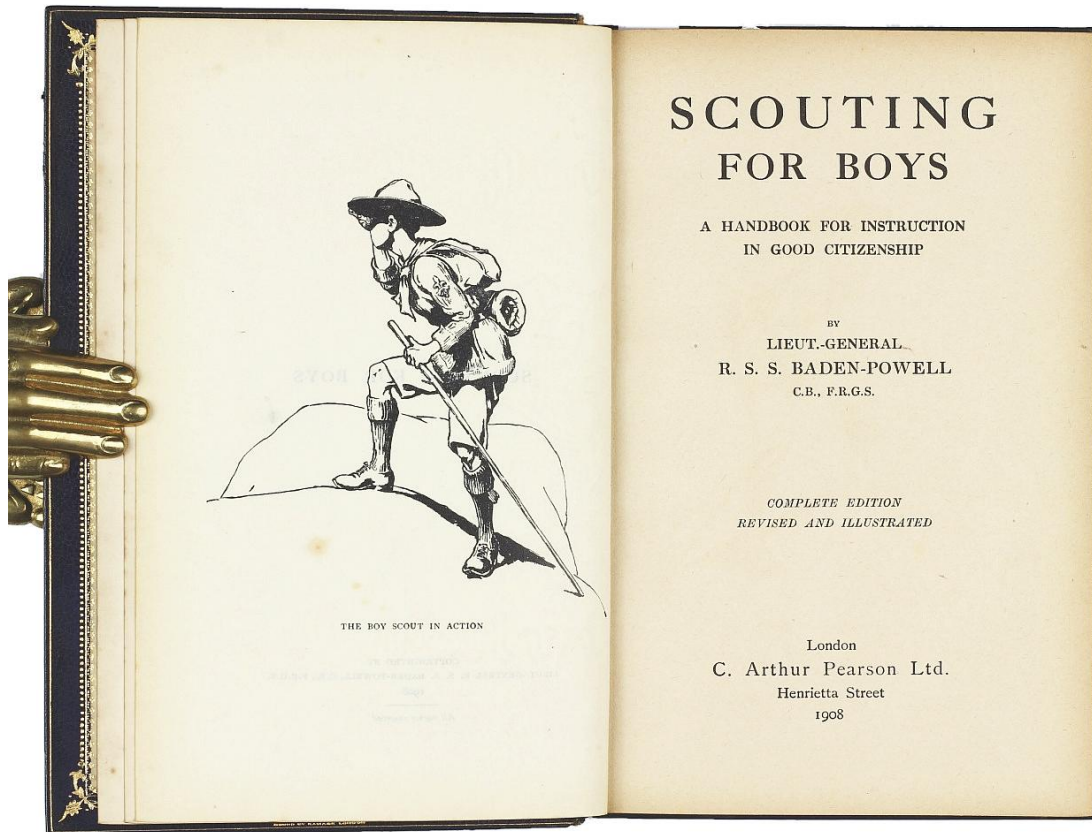 THE BOY SCOUT IN ACTION
SCOUTING
FOR BOYS
A HANDBOOK FOR INSTRUCTION
IN GOOD CITIZENSHIP
BY
LIEUT.-GENERAL
R. S. S. BADEN-POWELL
C.B., F.R.G.S.
COMPLETE EDITION
REVISED AND ILLUSTRATED
London
C. Arthur Pearson Ltd.
Henrietta Street
1908